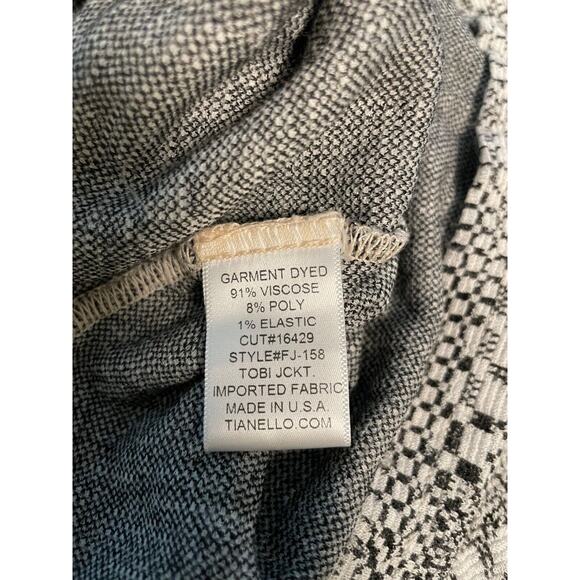 GARMENT DYED
91% VISCOSE
8% POLY
1% ELASTIC
CUT#16429
STYLE#FJ-158
TOBI JCKT.
IMPORTED FABRIC
MADE IN U.S.A.
TIANELLO.COM